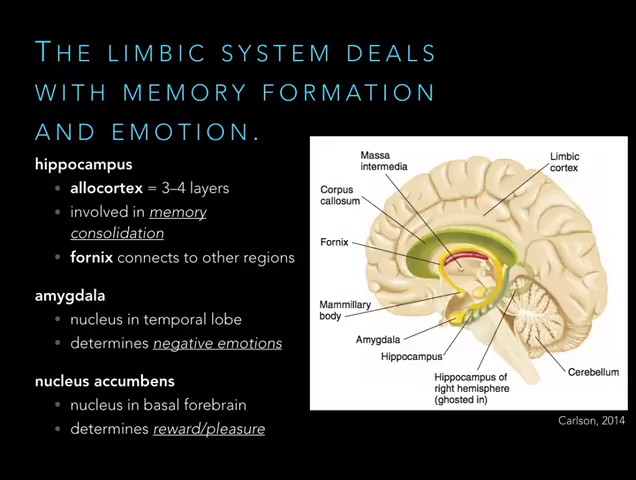 THE LIMBIC SYSTEM DEALS
WITH MEMORY FORMATION
AND EMOTION.
hippocampus
• allocortex = 3–4 layers
• involved in memory
consolidation
• fornix connects to other regions
amygdala
• nucleus in temporal lobe
• determines negative emotions
nucleus accumbens
• nucleus in basal forebrain
• determines reward/pleasure
Massa
intermedia
Limbic
cortex
Corpus
callosum
Fornix
Mammillary
body
Amygdala
Hippocampus
Hippocampus of
right hemisphere
(ghosted in)
Cerebellum
Carlson, 2014